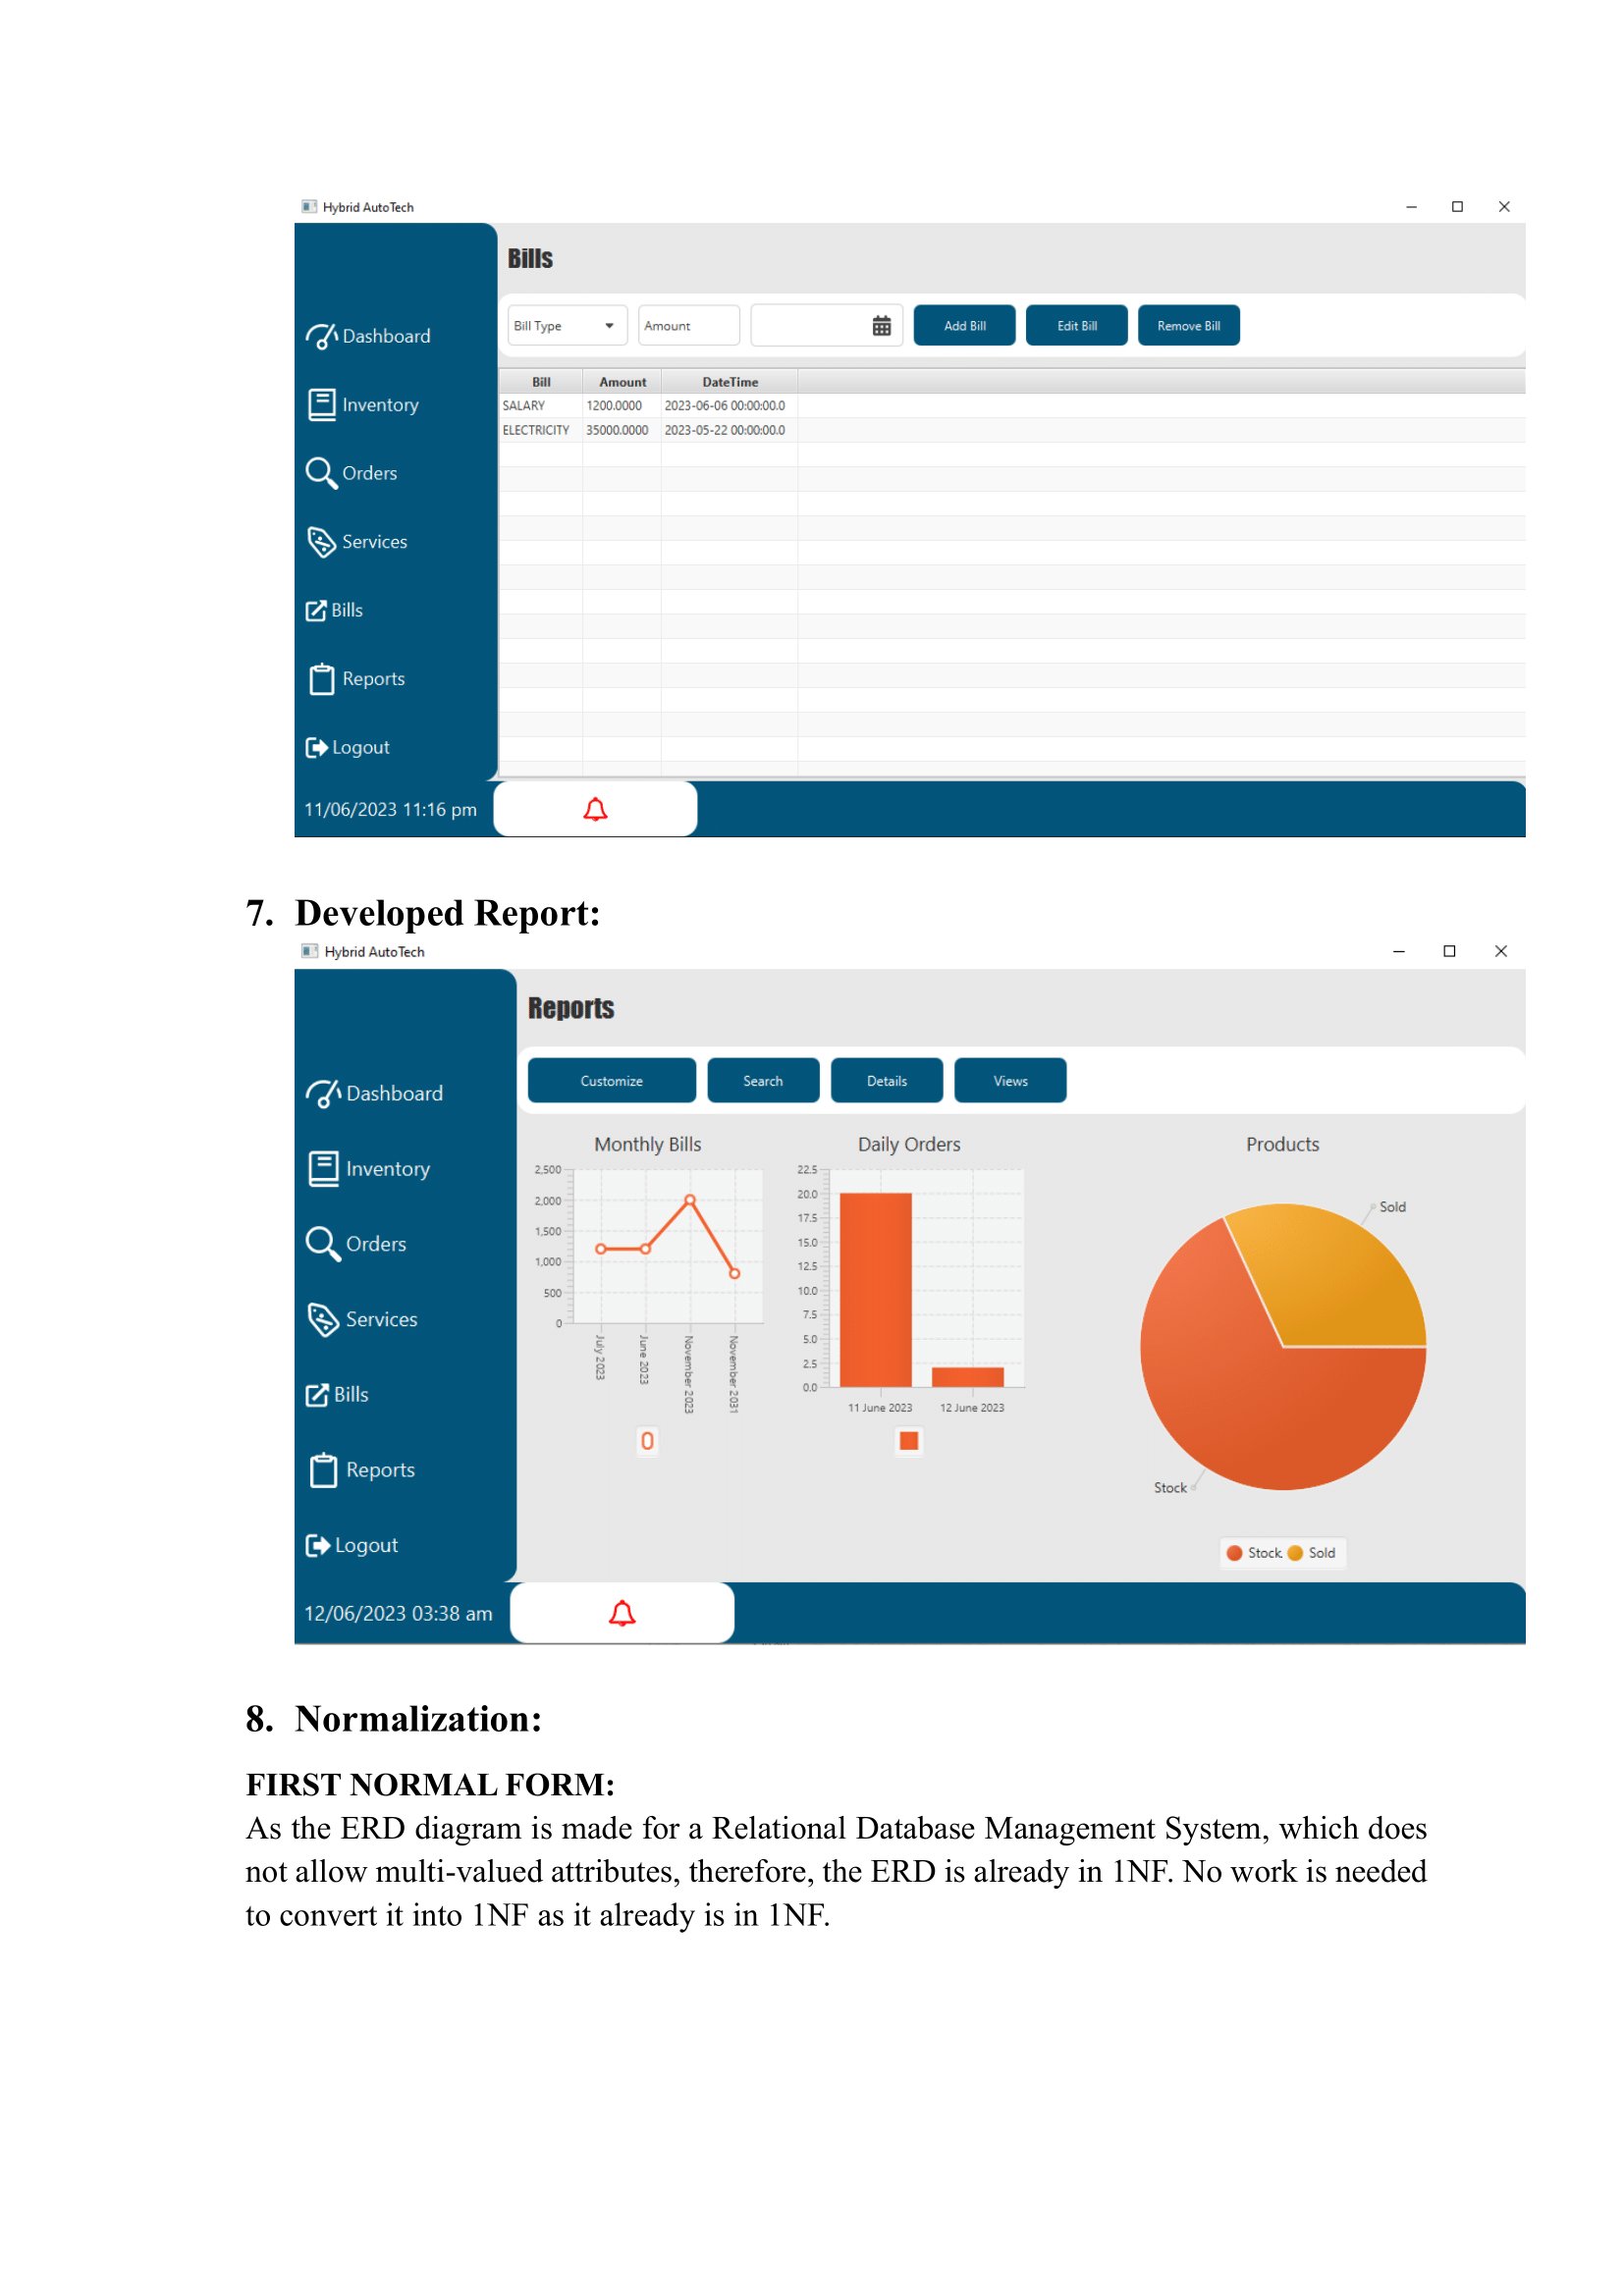 Hybrid AutoTech
Bills
Bill Type
Amount
Add Bill
Edit Bill
Remove Bill
Dashboard
Inventory
Orders
Services
Bills
Reports
Logout
Bill Amount DateTime
SALARY 1200.0000 2023-06-06 00:00:00.0
ELECTRICITY 35000.0000 2023-05-22 00:00:00.0
11/06/2023 11:16 pm
7. Developed Report:
Hybrid AutoTech
Reports
Customize
Search
Details
Views
Dashboard
Inventory
Orders
Services
Bills
Reports
Logout
Monthly Bills
2,500
2,000
1,500
1,000
500
0
July 2023
June 2023
November 2023
November 2031
Daily Orders
22.5
20.0
17.5
15.0
12.5
10.0
7.5
5.0
2.5
0.0
11 June 2023
12 June 2023
Products
Sold
Stock
Stock Sold
12/06/2023 03:38 am
8. Normalization:
FIRST NORMAL FORM:
As the ERD diagram is made for a Relational Database Management System, which does
not allow multi-valued attributes, therefore, the ERD is already in 1NF. No work is needed
to convert it into 1NF as it already is in 1NF.